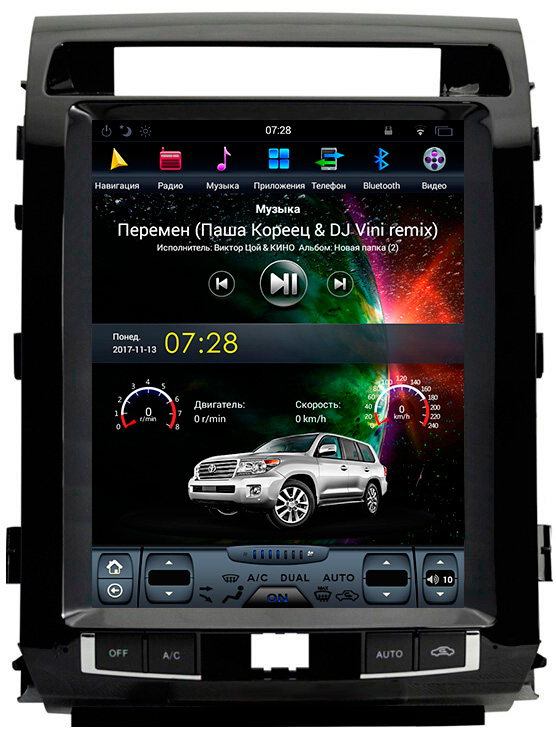 07:28
Навигация Радио Музыка Приложения Телефон Bluetooth Видео
Музыка
Перемен (Паша Кореец & DJ Vini remix)
Исполнитель: Виктор Цой & КИНО Альбом: Новая папка (2)
Понед.
2017-11-13
07:28
0 1 2 3 4 5 6 7 8
0
r/min
Двигатель:
0 r/min
Скорость:
0 km/h
0 20 40 60 80 100 120 140 160 180 200 220 240
0
km/h
A/C DUAL AUTO
ON
MAX
10
OFF
A/C
AUTO